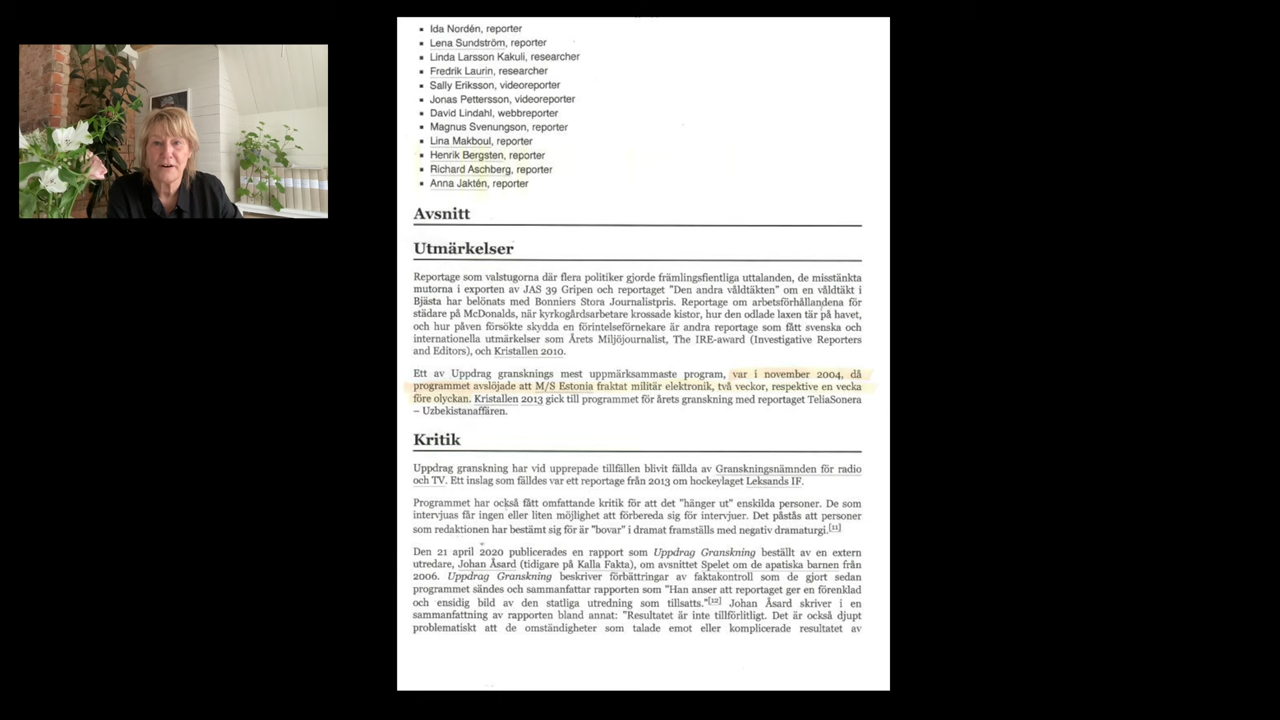 Ida Nordén, reporter
Lena Sundström, reporter
Linda Larsson Kakuli, researcher
Fredrik Laurin, researcher
Sally Eriksson, videoreporter
Jonas Pettersson, videoreporter
David Lindahl, webbreporter
Magnus Svenungson, reporter
Lina Makboul, reporter
Henrik Bergsten, reporter
Richard Aschberg, reporter
Anna Jaktén, reporter
Avsnitt
Utmärkelser
Reportage som valstugorna där flera politiker gjorde främlingsfientliga uttalanden, de misstänkta
mutorna i exporten av JAS 39 Gripen och reportaget "Den andra våldtäkten" om en våldtäkt i
Bjästa har belönats med Bonniers Stora Journalistpris. Reportage om arbetsförhållandena för
städare på McDonalds, när kyrkogårdsarbetare krossade kistor, hur den odlade laxen tär på havet,
och hur påven försökte skydda en förintelseförnekare är andra reportage som fått svenska och
internationella utmärkelser som Årets Miljöjournalist, The IRE-award (Investigative Reporters
and Editors), och Kristallen 2010.
Ett av Uppdrag gransknings mest uppmärksammaste program, var i november 2004, då
programmet avslöjade att M/S Estonia fraktat militär elektronik, två veckor, respektive en vecka
före olyckan. Kristallen 2013 gick till programmet för årets granskning med reportaget TeliaSonera
– Uzbekistanaffären.
Kritik
Uppdrag granskning har vid upprepade tillfällen blivit fällda av Granskningsnämnden för radio
och TV. Ett inslag som fälldes var ett reportage från 2013 om hockeylaget Leksands IF.
Programmet har också fått omfattande kritik för att det "hänger ut" enskilda personer. De som
intervjuas får ingen eller liten möjlighet att förbereda sig för intervjuer. Det påstås att personer
som redaktionen har bestämt sig för är "bovar" i dramat framställs med negativ dramaturgi.[11]
Den 21 april 2020 publicerades en rapport som Uppdrag Granskning beställt av en extern
utredare, Johan Åsard (tidigare på Kalla Fakta), om avsnittet Spelet om de apatiska barnen från
2006. Uppdrag Granskning beskriver förbättringar av faktakontroll som de gjort sedan
programmet sändes och sammanfattar rapporten som "Han anser att reportaget ger en förenklad
och ensidig bild av den statliga utredning som tillsatts."[12] Johan Åsard skriver i en
sammanfattning av rapporten bland annat: "Resultatet är inte tillförlitligt. Det är också djupt
problematiskt att de omständigheter som talade emot eller komplicerade resultatet av